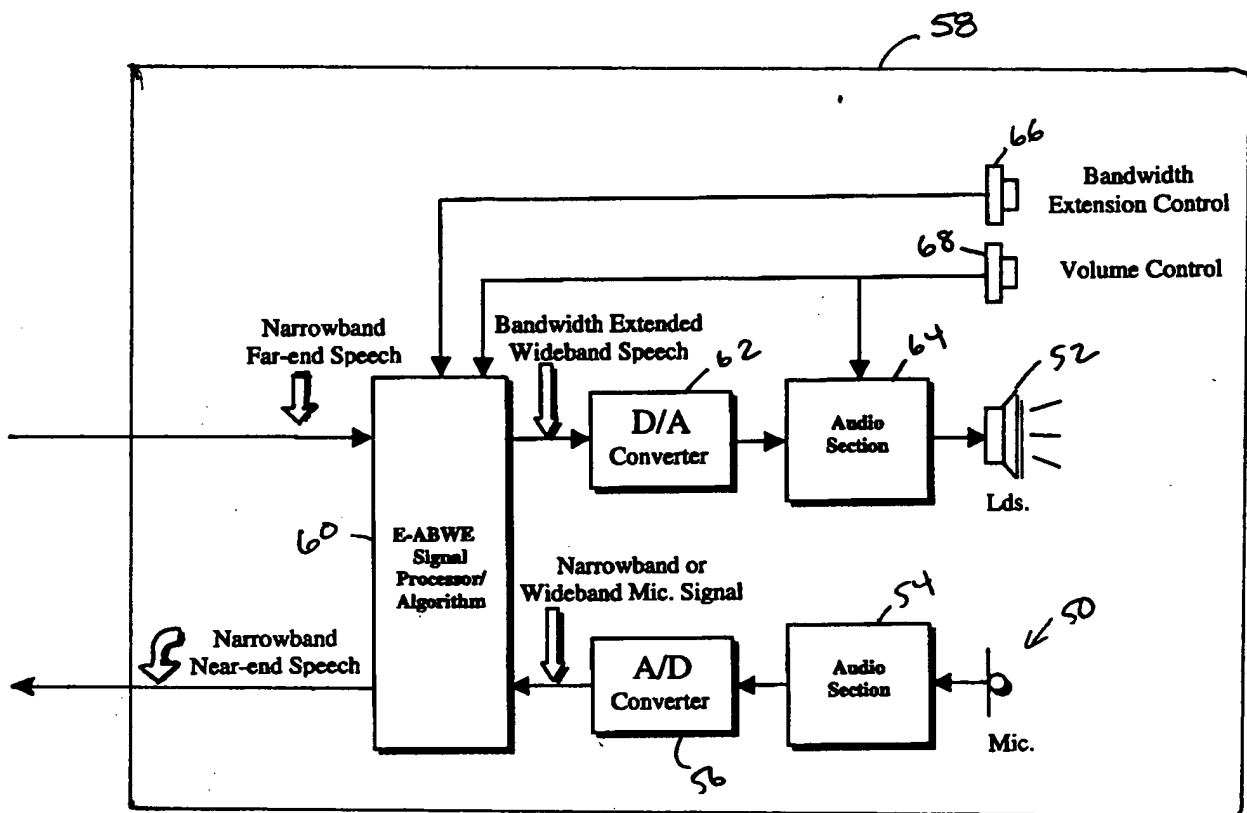 58
66
Bandwidth
Extension Control
68
Volume Control
Narrowband
Far-end Speech
Bandwidth Extended
Wideband Speech
62
64
52
D/A
Converter
Audio
Section
Lds.
60
E-ABWE
Signal
Processor/
Algorithm
Narrowband or
Wideband Mic. Signal
54
50
Narrowband
Near-end Speech
A/D
Converter
Audio
Section
56
Mic.